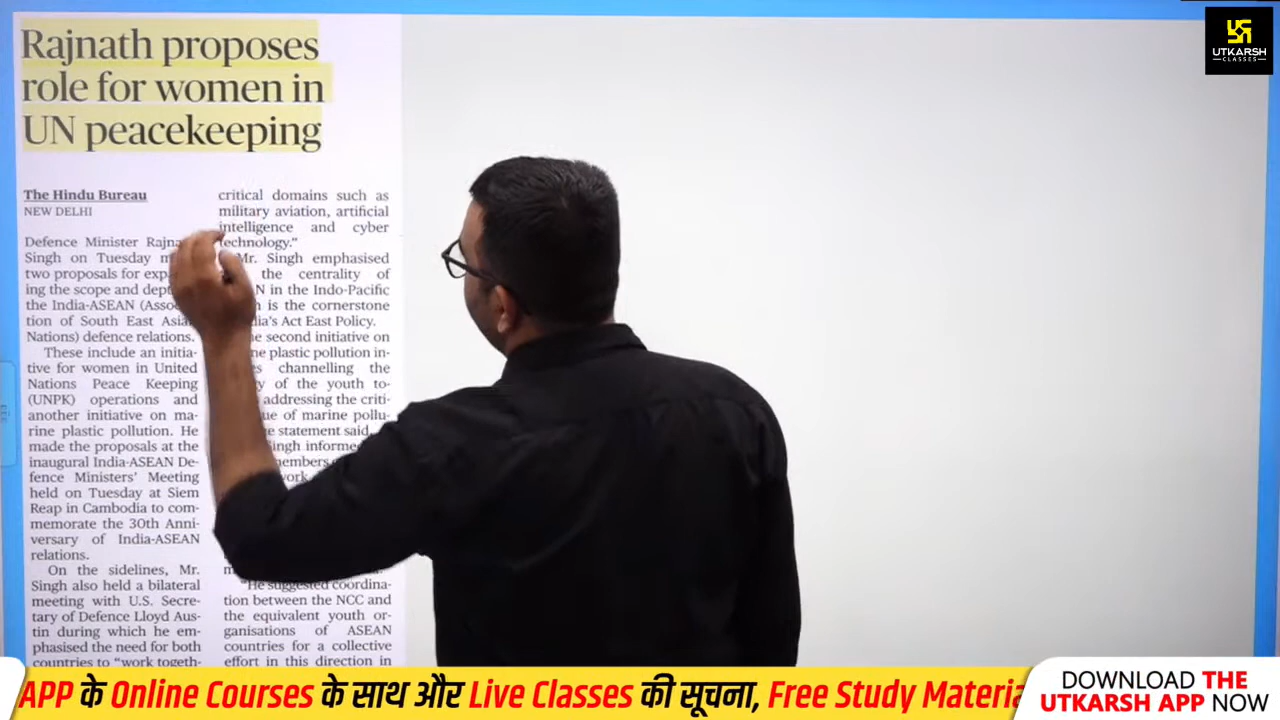 Rajnath proposes
role for women in
UN peacekeeping
The Hindu Bureau
NEW DELHI
Defence Minister
Singh on Tuesday
two proposals for
ing the scope and
the India-ASEAN
tion of South East
Nations) defence relations.
These include an initia-
tive for women in United
Nations Peace Keeping
(UNPK) operations and
another initiative on ma-
rine plastic pollution. He
made the proposals at the
inaugural India-ASEAN De-
fence Ministers' Meeting
held on Tuesday at Siem
Reap in Cambodia to com-
memorate the 30th Anni-
versary of India-ASEAN
relations.
On the sidelines, Mr.
Singh also held a bilateral
meeting with U.S. Secre-
tary of Defence Lloyd Aus-
tin during which he em-
phasised the need for both
countries to “work togeth-
critical domains such as
military aviation, artificial
intelligence and cyber
technology.”
Mr. Singh emphasised
the centrality of
in the Indo-Pacific
is the cornerstone
Act East Policy.
second initiative on
plastic pollution in-
channelling the
of the youth to-
addressing the criti-
of marine pollu-
statement said.
“He suggested coordina-
tion between the NCC and
the equivalent youth or-
ganisations of ASEAN
countries for a collective
effort in this direction in
UTKARSH
CLASSES
APP के Online Courses के साथ और Live Classes की सूचना, Free Study
DOWNLOAD THE
UTKARSH APP NOW